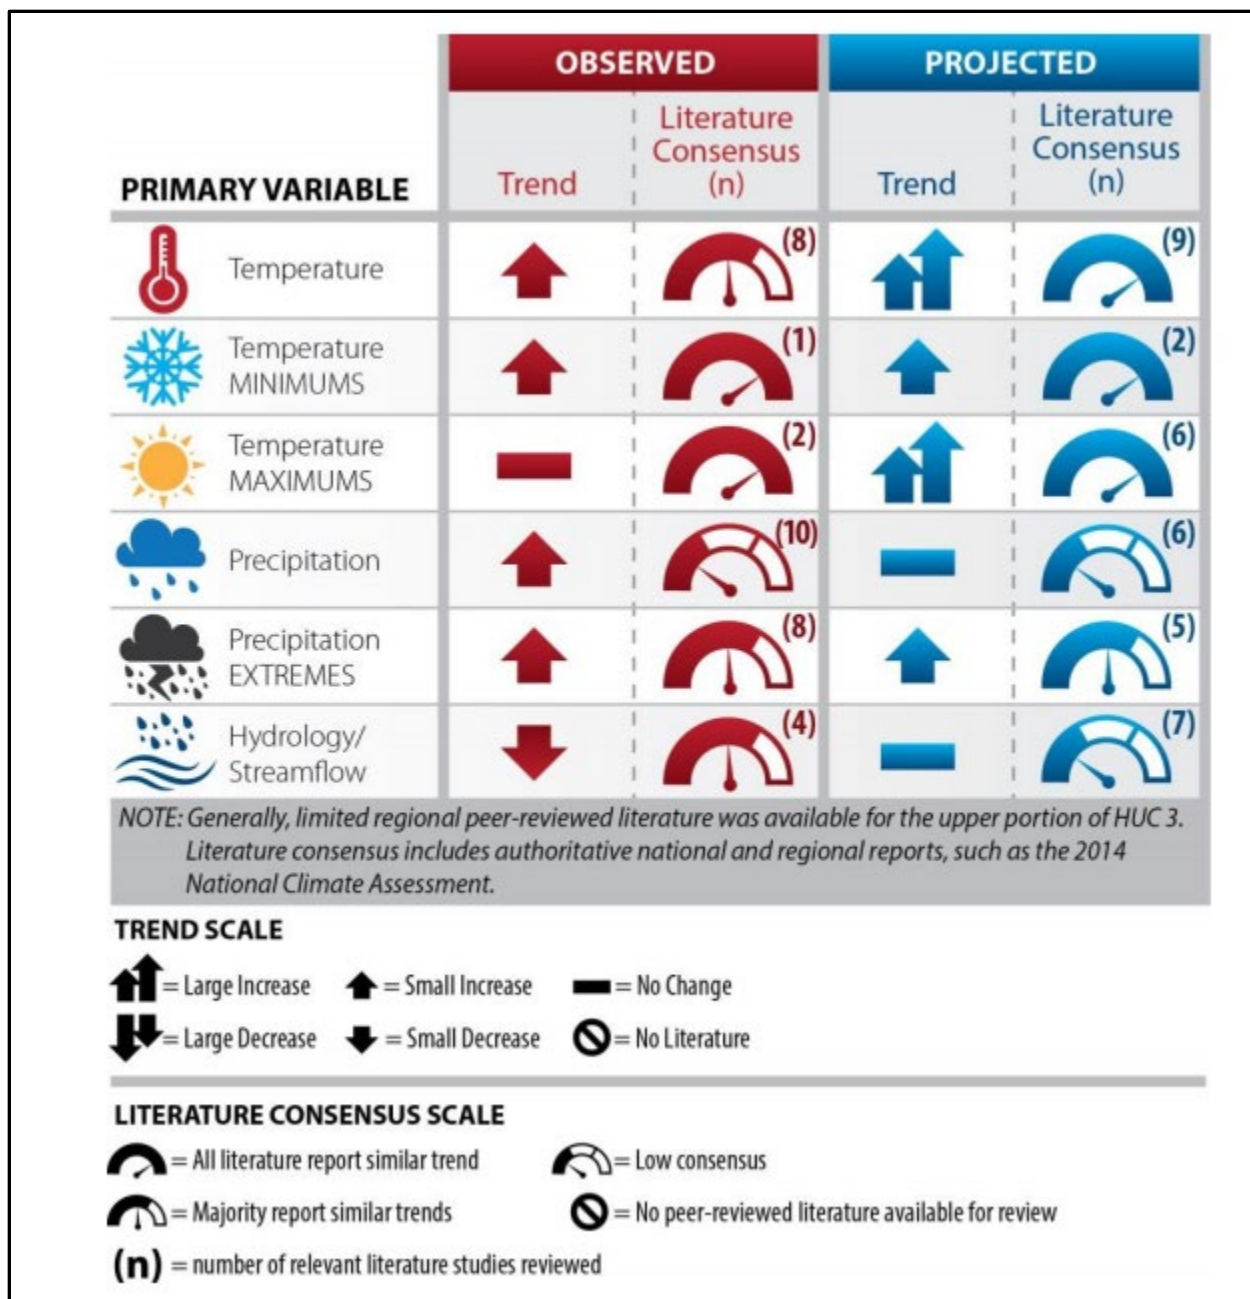 OBSERVED PROJECTED
Literature Consensus (n) Literature Consensus (n)
PRIMARY VARIABLE Trend Trend
Temperature (8) (9)
Temperature MINIMUMS (1) (2)
Temperature MAXIMUMS (2) (6)
Precipitation (10) (6)
Precipitation EXTREMES (8) (5)
Hydrology/ Streamflow (4) (7)
NOTE: Generally, limited regional peer-reviewed literature was available for the upper portion of HUC 3.
Literature consensus includes authoritative national and regional reports, such as the 2014
National Climate Assessment.
TREND SCALE
= Large Increase = Small Increase = No Change
= Large Decrease = Small Decrease = No Literature
LITERATURE CONSENSUS SCALE
= All literature report similar trend = Low consensus
= Majority report similar trends = No peer-reviewed literature available for review
(n) = number of relevant literature studies reviewed